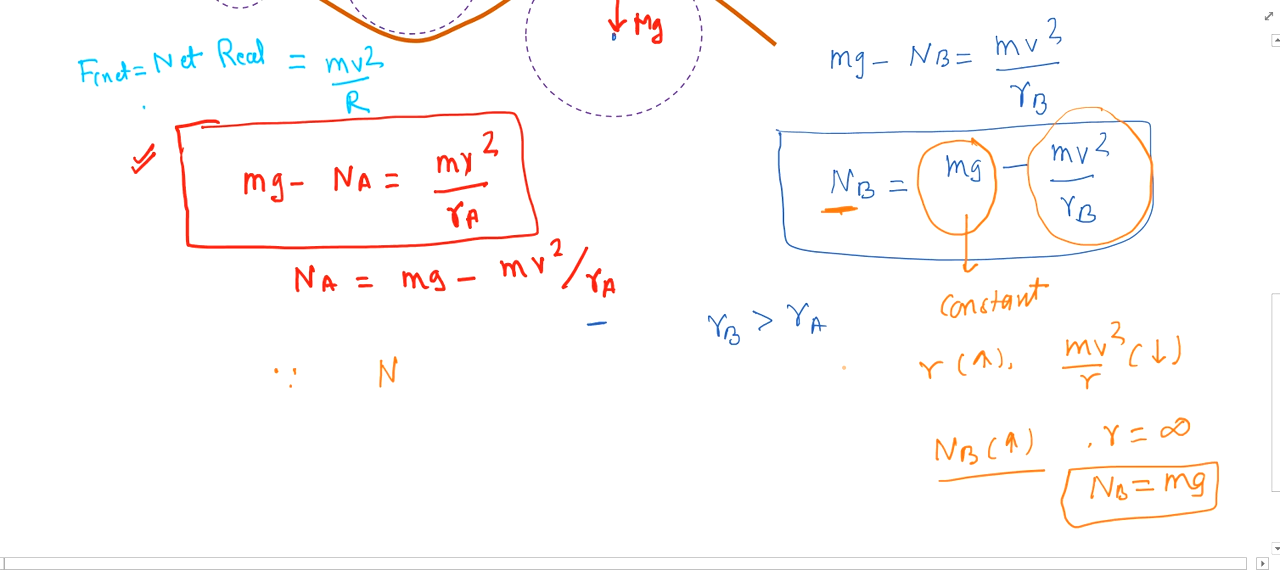 Mg
Fcnet = Net Real = mv²/R
mg - NA = mv²/rA
NA = mg - mv²/rA
∵ N
mg - NB = mv²/rB
NB = mg - mv²/rB
constant
rB > rA
r (↑), mv²/r (↓)
NB (↑) . r = ∞
NB = mg